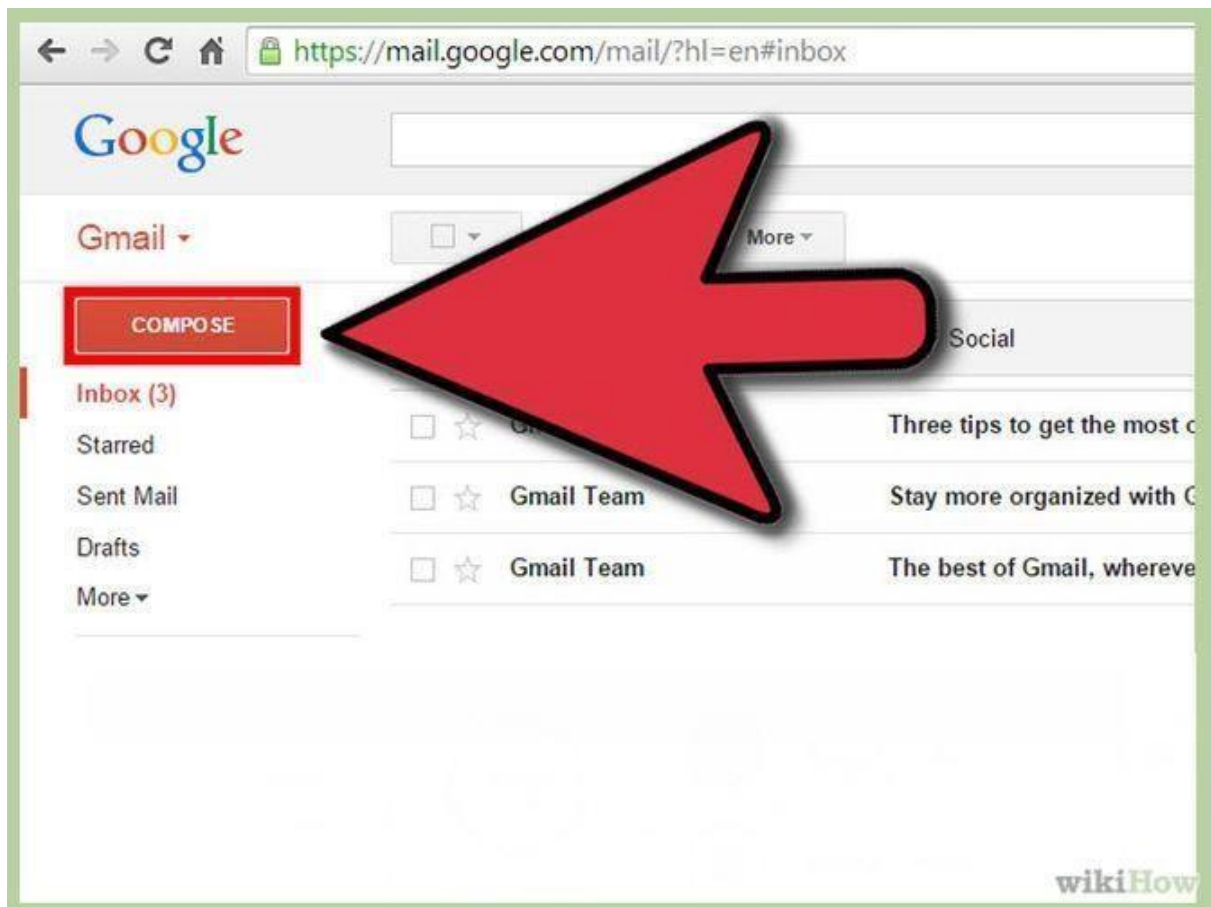 https://mail.google.com/mail/?hl=en#inbox
Google
Gmail
More
COMPOSE
Social
Inbox (3)
Starred
Sent Mail
Drafts
More
Three tips to get the most
Gmail Team
Stay more organized with
Gmail Team
The best of Gmail,
wikiHow